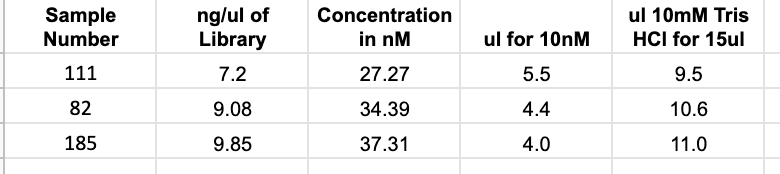 Sample Number ng/ul of Library Concentration in nM ul for 10nM ul 10mM Tris HCl for 15ul
111 7.2 27.27 5.5 9.5
82 9.08 34.39 4.4 10.6
185 9.85 37.31 4.0 11.0